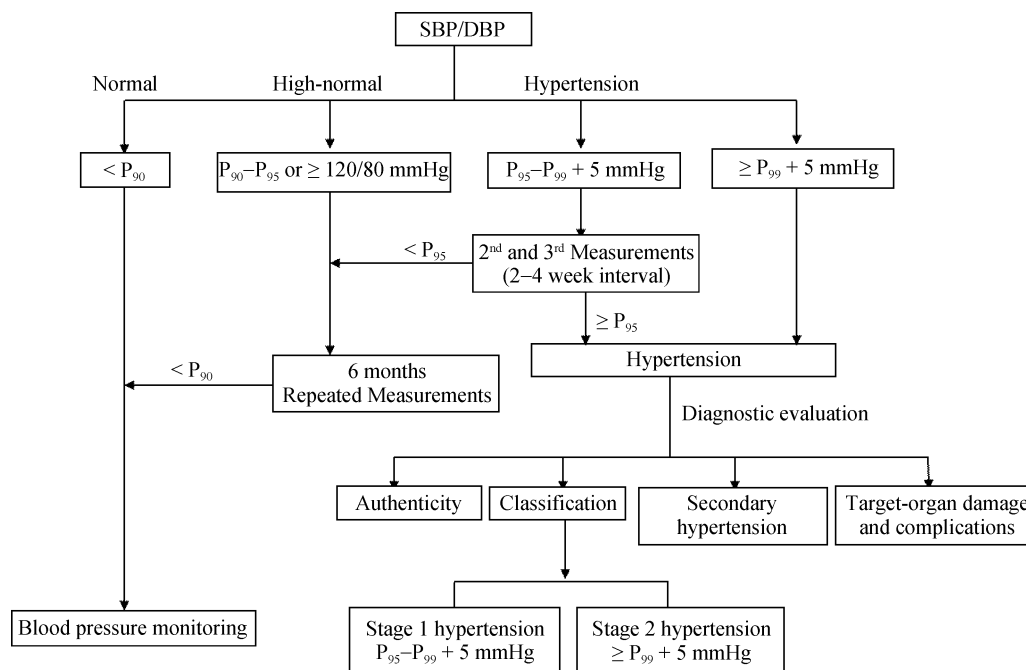 SBP/DBP
Normal
High-normal
Hypertension
< P₉₀
P₉₀–P₉₅ or ≥ 120/80 mmHg
P₉₅–P₉₉ + 5 mmHg
≥ P₉₉ + 5 mmHg
< P₉₅
2ⁿᵈ and 3ʳᵈ Measurements
(2–4 week interval)
≥ P₉₅
Hypertension
< P₉₀
6 months
Repeated Measurements
Diagnostic evaluation
Authenticity
Classification
Secondary
hypertension
Target-organ damage
and complications
Blood pressure monitoring
Stage 1 hypertension
P₉₅–P₉₉ + 5 mmHg
Stage 2 hypertension
≥ P₉₉ + 5 mmHg